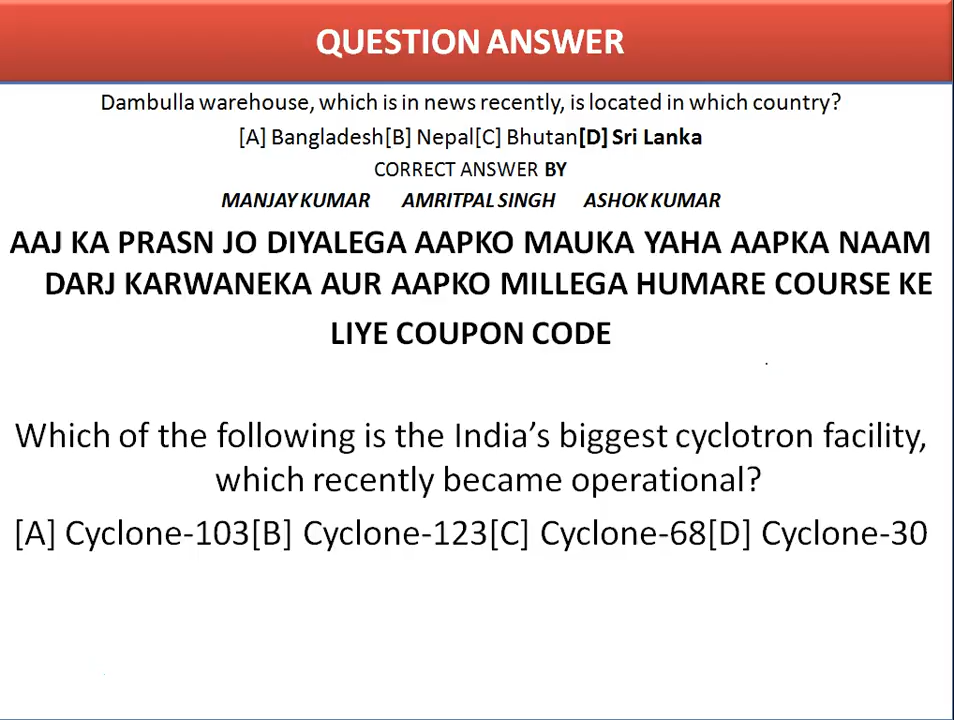 QUESTION ANSWER
Dambulla warehouse, which is in news recently, is located in which country?
[A] Bangladesh[B] Nepal[C] Bhutan[D] Sri Lanka
CORRECT ANSWER BY
MANJAY KUMAR AMRITPAL SINGH ASHOK KUMAR
AAJ KA PRASN JO DIYALEGA AAPKO MAUKA YAHA AAPKA NAAM
DARJ KARWANEKA AUR AAPKO MILLEGA HUMARE COURSE KE
LIYE COUPON CODE
Which of the following is the India’s biggest cyclotron facility,
which recently became operational?
[A] Cyclone-103[B] Cyclone-123[C] Cyclone-68[D] Cyclone-30